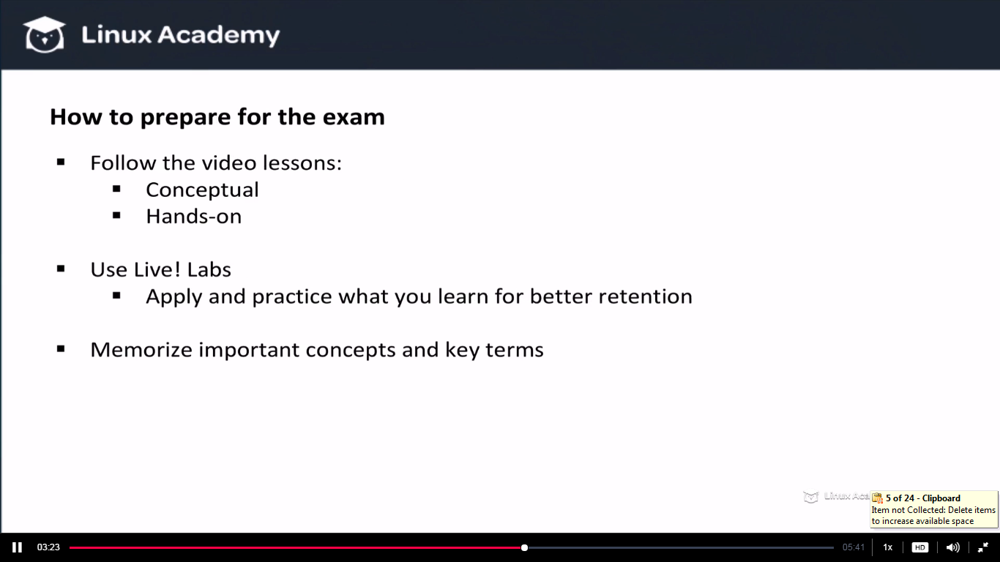 Linux Academy
How to prepare for the exam
▪ Follow the video lessons:
▪ Conceptual
▪ Hands-on
▪ Use Live! Labs
▪ Apply and practice what you learn for better retention
▪ Memorize important concepts and key terms
Linux Aca
5 of 24 - Clipboard
Item not Collected: Delete items
to increase available space
03:23
05:41
1x
HD